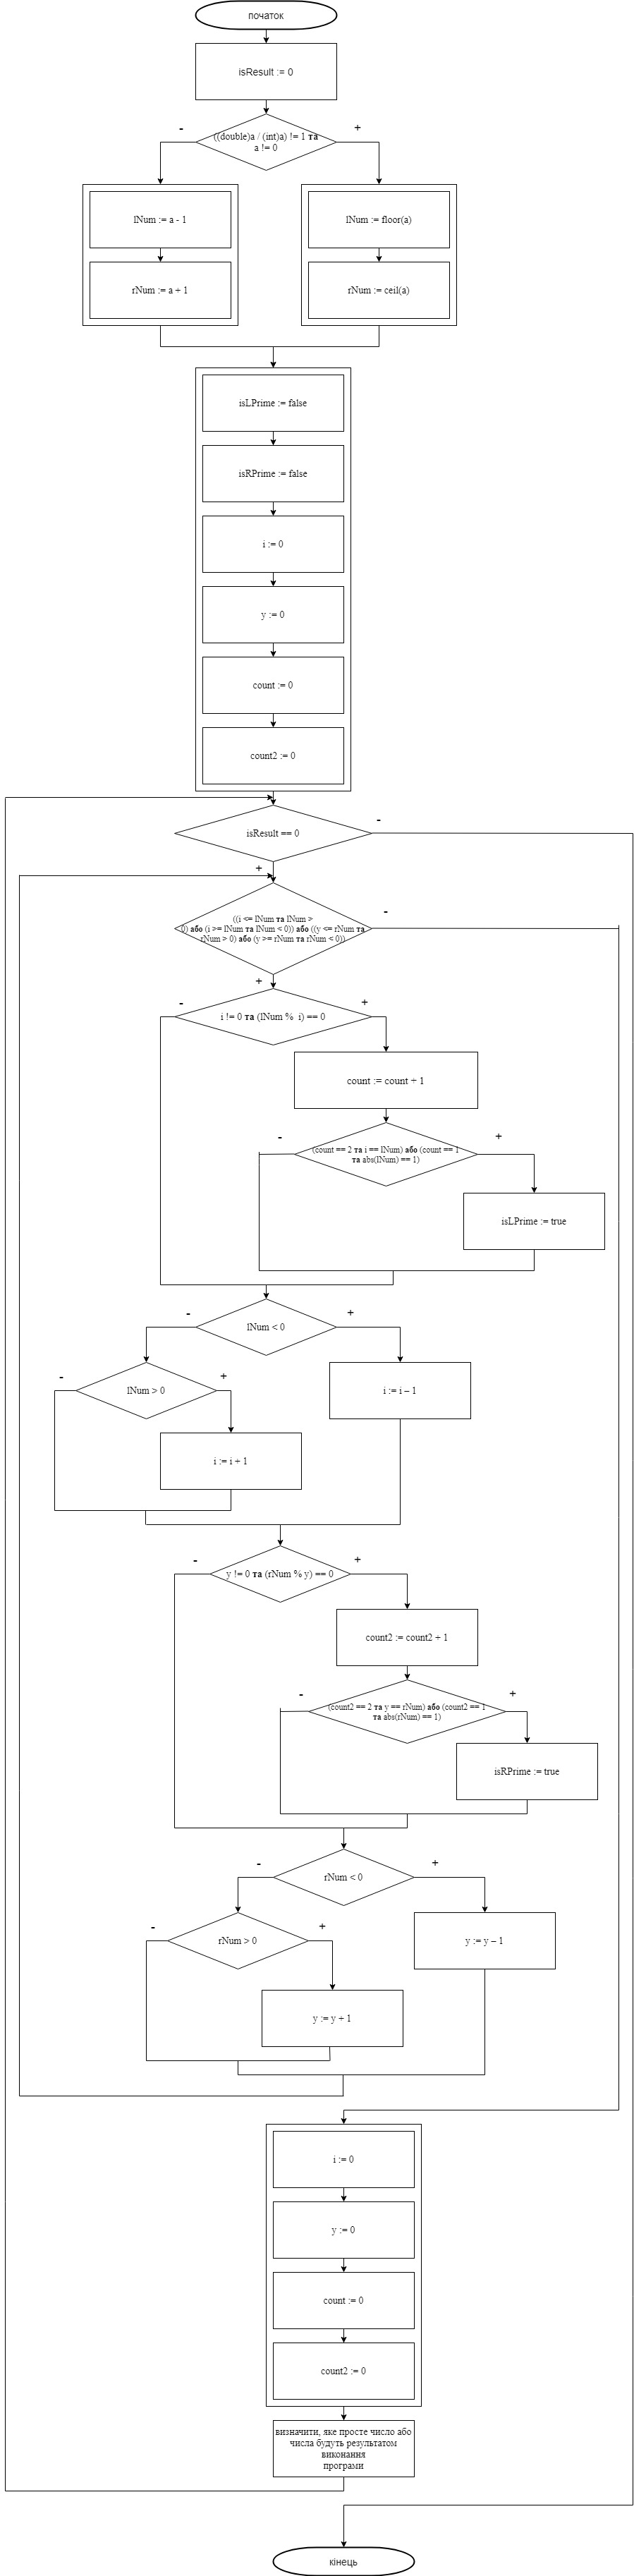 початок
isResult := 0
-
+
((double)a / (int)a) != 1 та
a != 0
lNum := a - 1
lNum := floor(a)
rNum := a + 1
rNum := ceil(a)
isLPrime := false
isRPrime := false
i := 0
y := 0
count := 0
count2 := 0
-
isResult == 0
+
-
((i <= lNum та lNum >
0) або (i >= lNum та lNum < 0)) або ((y <= rNum та
rNum > 0) або (y >= rNum та rNum < 0))
+
-
+
i != 0 та (lNum % i) == 0
count := count + 1
-
+
(count == 2 та i == lNum) або (count == 1
та abs(lNum) == 1)
isLPrime := true
-
+
lNum < 0
-
+
lNum > 0
i := i – 1
i := i + 1
-
+
y != 0 та (rNum % y) == 0
count2 := count2 + 1
-
+
(count2 == 2 та y == rNum) або (count2 == 1
та abs(rNum) == 1)
isRPrime := true
-
+
rNum < 0
-
+
rNum > 0
y := y – 1
y := y + 1
i := 0
y := 0
count := 0
count2 := 0
визначити, яке просте число або
числа будуть результатом
виконання
програми
кінець